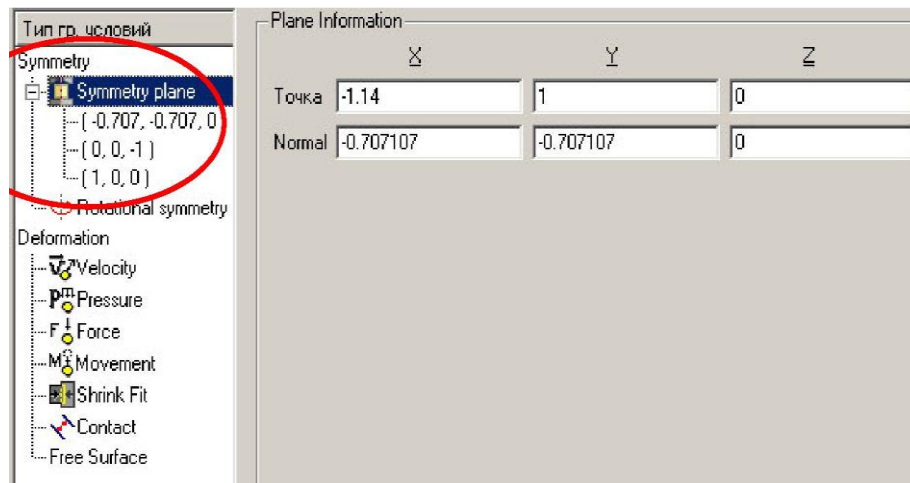 Тип гр. условий
Symmetry
Symmetry plane
( -0.707, -0.707, 0
( 0, 0, -1 )
( 1, 0, 0 )
Rotational symmetry
Deformation
Velocity
Pressure
Force
Movement
Shrink Fit
Contact
Free Surface
Plane Information
X Y Z
Точка -1.14 1 0
Normal -0.707107 -0.707107 0